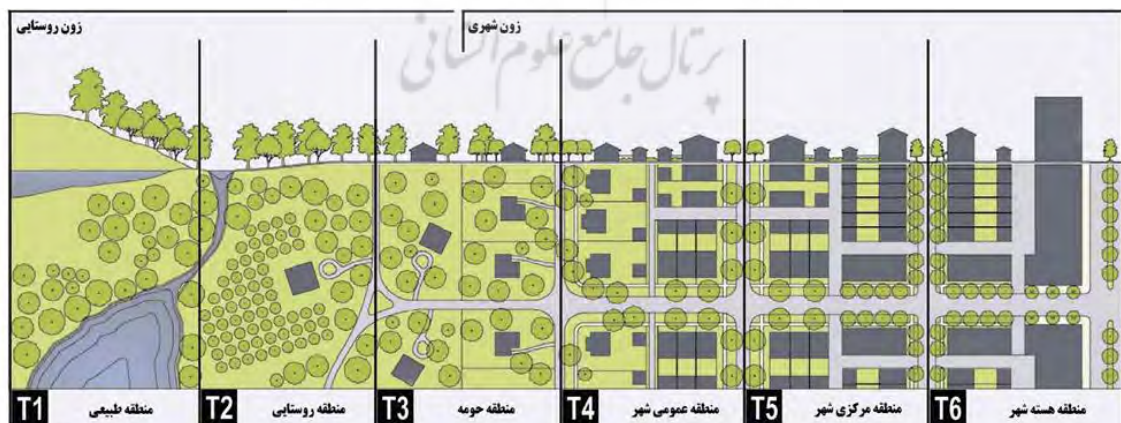 زون روستایی
زون شهری
پرتال جامع علوم انسانی
T1 منطقه طبیعی
T2 منطقه روستایی
T3 منطقه حومه
T4 منطقه عمومی شهر
T5 منطقه مرکزی شهر
T6 منطقه هسته شهر